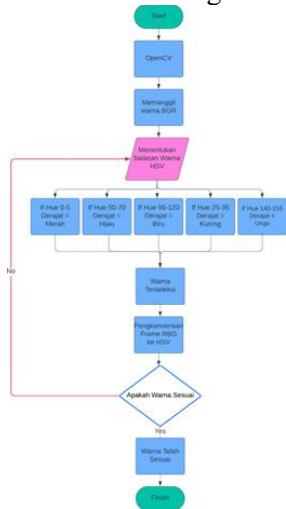 Start
OpenCV
Memanggil
warna BGR
Menentukan
batasan Warna
HSV
If Hue 0-5
Derajat =
Merah
If Hue 50-70
Derajat =
Hijau
If Hue 90-120
Derajat =
Biru
If Hue 25-35
Derajat =
Kuning
If Hue 140-155
Derajat =
Ungu
No
Warna
Terseleksi
Pengkonversian
Frame RBG
ke HSV
Apakah Warna Sesuai
Yes
Warna Telah
Sesuai
Finish